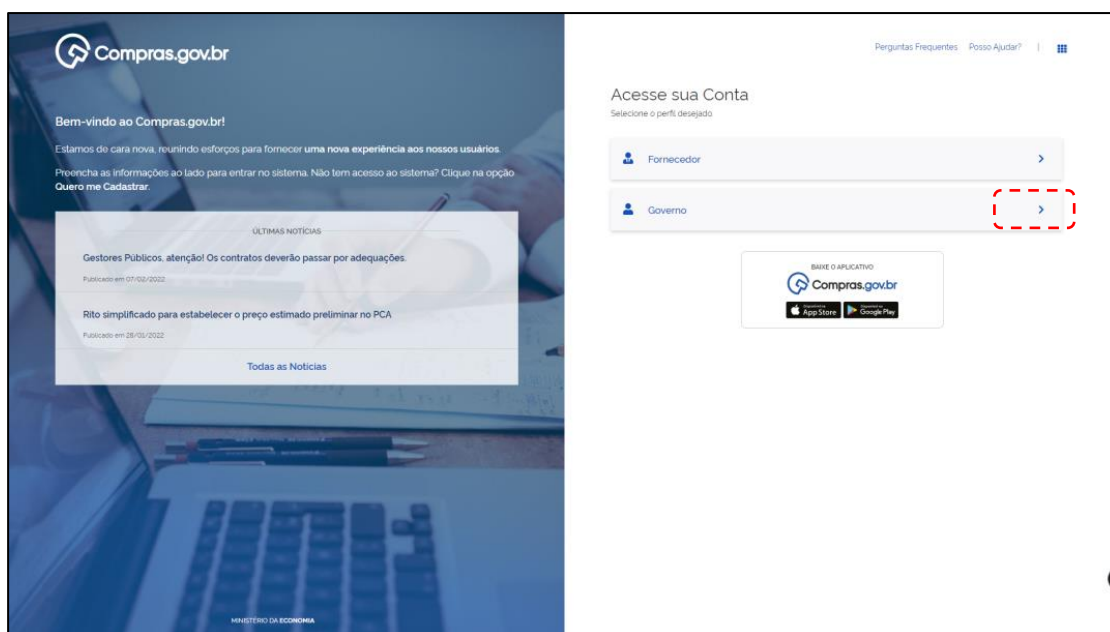 Compras.gov.br
Bem-vindo ao Compras.gov.br!
Estamos de cara nova, reunindo esforços para fornecer uma nova experiência aos nossos usuários.
Preencha as informações ao lado para entrar no sistema. Não tem acesso ao sistema? Clique na opção
Quero me Cadastrar.
ÚLTIMAS NOTÍCIAS
Gestores Públicos, atenção! Os contratos deverão passar por adequações.
Publicado em 07/02/2022
Rito simplificado para estabelecer o preço estimado preliminar no PCA
Publicado em 28/01/2022
Todas as Notícias
MINISTÉRIO DA ECONOMIA
Perguntas Frequentes Posso Ajudar?
Acesse sua Conta
Selecione o perfil desejado
Fornecedor
Governo
BAIXE O APLICATIVO
Compras.gov.br
App Store
Google Play